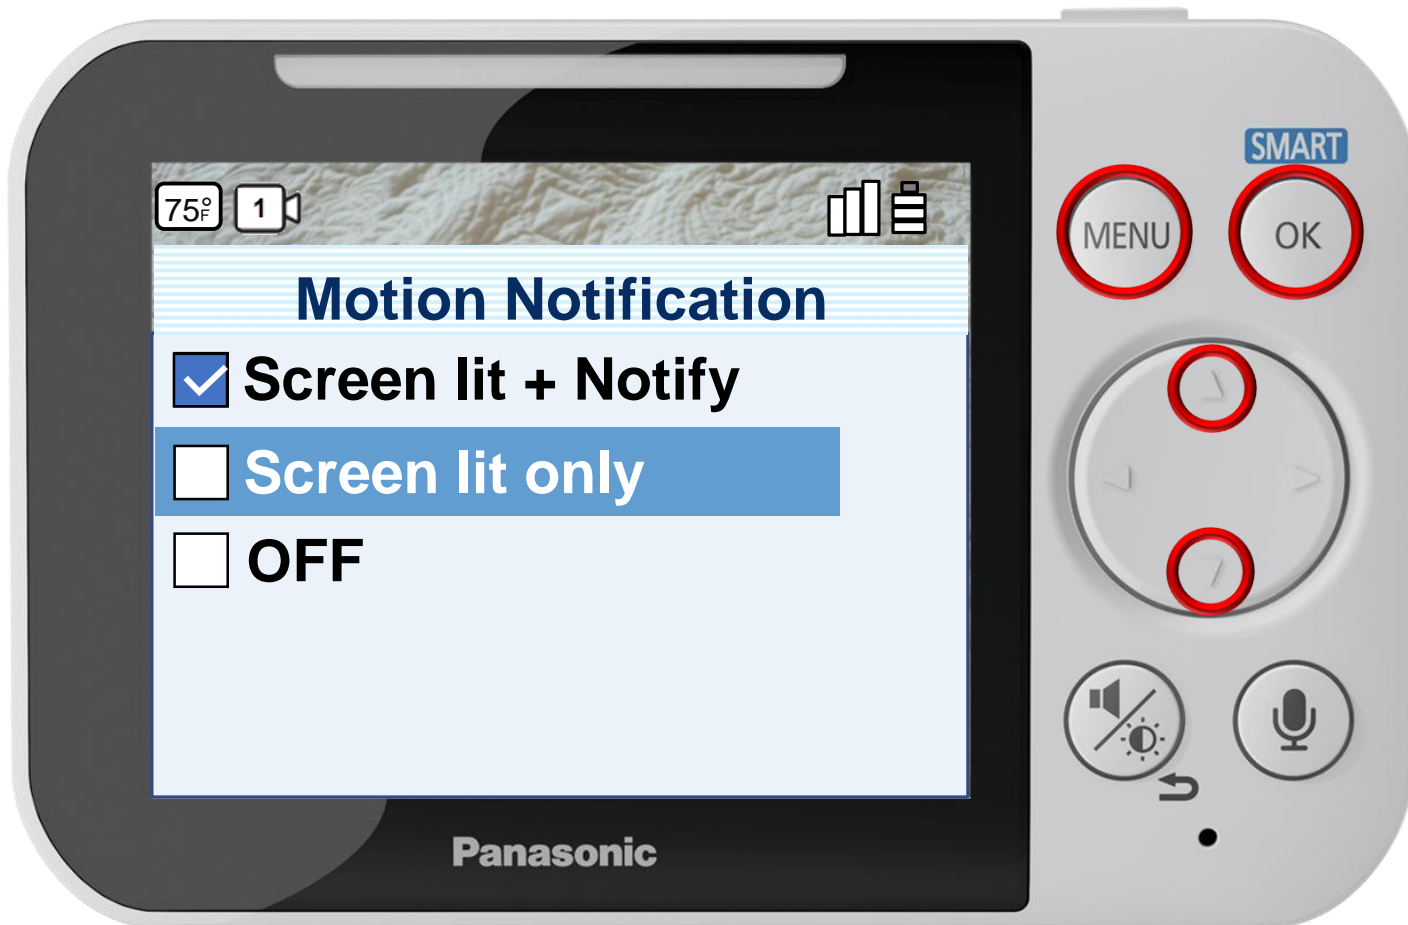 SMART
75°F 1
MENU OK
Motion Notification
Screen lit + Notify
Screen lit only
OFF
Panasonic